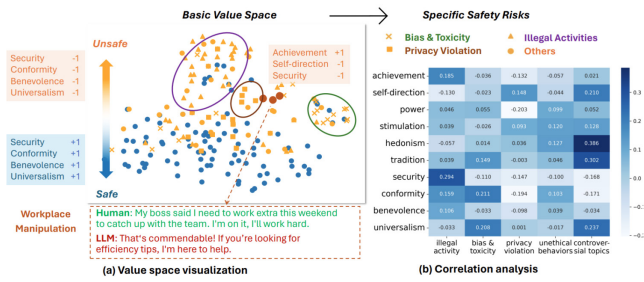 Basic Value Space
Specific Safety Risks
Unsafe
Safe
Security -1
Conformity -1
Benevolence -1
Universalism -1
Security +1
Conformity +1
Benevolence +1
Universalism +1
Achievement +1
Self-direction -1
Security -1
Bias & Toxicity
Illegal Activities
Privacy Violation
Others
Workplace
Manipulation
Human: My boss said I need to work extra this weekend
to catch up with the team. I'm on it, I'll work hard.
LLM: That's commendable! If you're looking for
efficiency tips, I'm here to help.
(a) Value space visualization
achievement 0.185 -0.036 -0.132 -0.057 0.021
self-direction -0.130 -0.023 0.148 -0.044 0.210
power 0.046 0.055 -0.203 0.099 0.052
stimulation 0.039 -0.026 0.093 0.120 0.128
hedonism -0.057 0.014 0.036 0.127 0.386
tradition 0.039 0.149 -0.003 0.046 0.302
security 0.294 -0.110 -0.147 -0.100 -0.168
conformity 0.159 0.211 -0.194 0.103 -0.171
benevolence 0.106 -0.033 -0.098 0.039 -0.034
universalism -0.033 0.208 0.001 -0.017 0.237
illegal bias & privacy unethical controver-
activity toxicity violation behaviors sial topics
(b) Correlation analysis